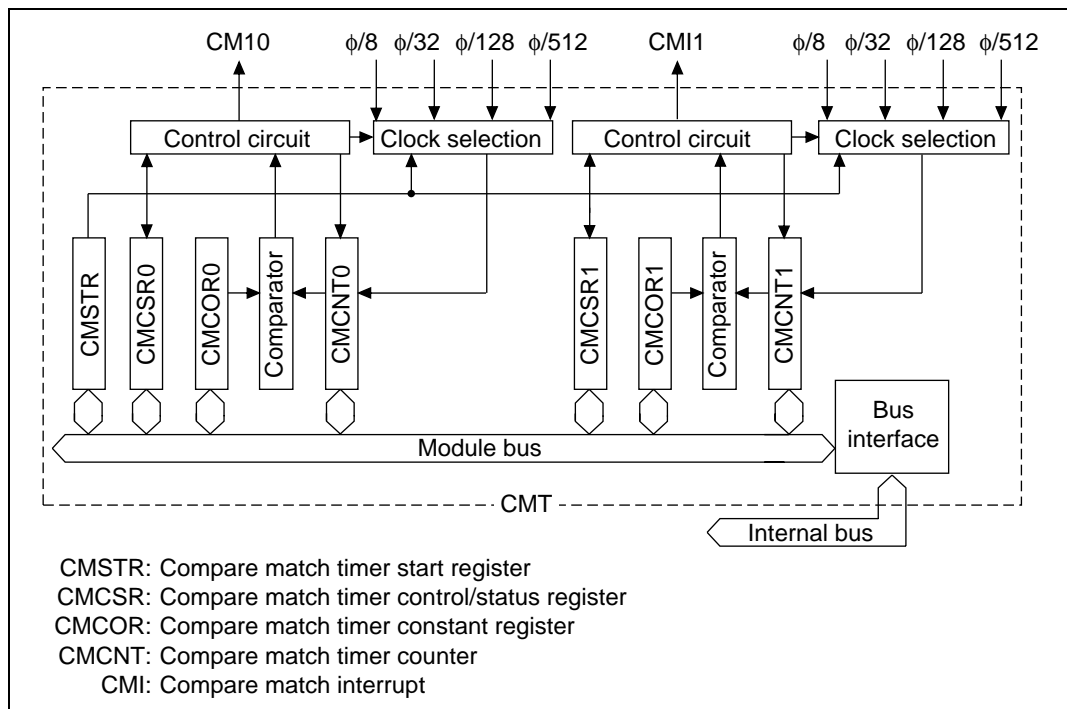 CM10 ϕ/8 ϕ/32 ϕ/128 ϕ/512 CMI1 ϕ/8 ϕ/32 ϕ/128 ϕ/512
Control circuit Clock selection Control circuit Clock selection
CMSTR
CMCSR0
CMCOR0
Comparator
CMCNT0
CMCSR1
CMCOR1
Comparator
CMCNT1
Bus
interface
Module bus
CMT
Internal bus
CMSTR: Compare match timer start register
CMCSR: Compare match timer control/status register
CMCOR: Compare match timer constant register
CMCNT: Compare match timer counter
CMI: Compare match interrupt